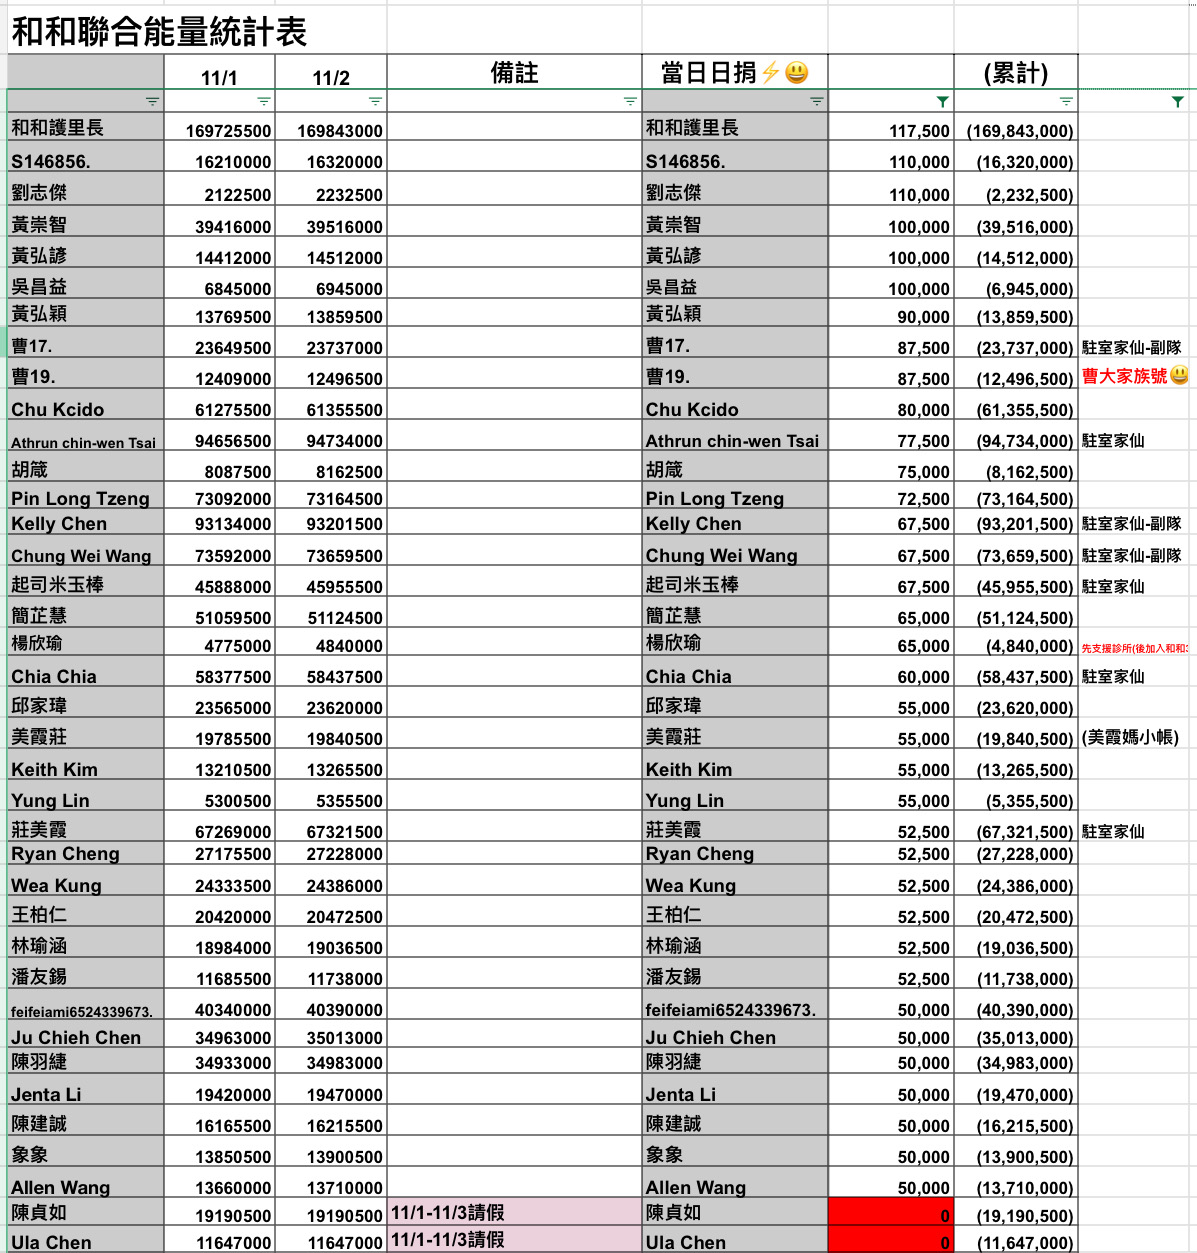 和和聯合能量統計表
11/1 11/2 備註 當日日捐⚡😃 (累計)
和和護里長 169725500 169843000 和和護里長 117,500 (169,843,000)
S146856. 16210000 16320000 S146856. 110,000 (16,320,000)
劉志傑 2122500 2232500 劉志傑 110,000 (2,232,500)
黃崇智 39416000 39516000 黃崇智 100,000 (39,516,000)
黃弘諺 14412000 14512000 黃弘諺 100,000 (14,512,000)
吳昌益 6845000 6945000 吳昌益 100,000 (6,945,000)
黃弘穎 13769500 13859500 黃弘穎 90,000 (13,859,500)
曹17. 23649500 23737000 曹17. 87,500 (23,737,000) 駐室家仙-副隊
曹19. 12409000 12496500 曹19. 87,500 (12,496,500) 曹大家族號😃
Chu Kcido 61275500 61355500 Chu Kcido 80,000 (61,355,500)
Athrun chin-wen Tsai 94656500 94734000 Athrun chin-wen Tsai 77,500 (94,734,000) 駐室家仙
胡箴 8087500 8162500 胡箴 75,000 (8,162,500)
Pin Long Tzeng 73092000 73164500 Pin Long Tzeng 72,500 (73,164,500)
Kelly Chen 93134000 93201500 Kelly Chen 67,500 (93,201,500) 駐室家仙-副隊
Chung Wei Wang 73592000 73659500 Chung Wei Wang 67,500 (73,659,500) 駐室家仙-副隊
起司米玉棒 45888000 45955500 起司米玉棒 67,500 (45,955,500) 駐室家仙
簡芷慧 51059500 51124500 簡芷慧 65,000 (51,124,500)
楊欣瑜 4775000 4840000 楊欣瑜 65,000 (4,840,000) 先支援診所(後加入和和
Chia Chia 58377500 58437500 Chia Chia 60,000 (58,437,500) 駐室家仙
邱家瑋 23565000 23620000 邱家瑋 55,000 (23,620,000)
美霞莊 19785500 19840500 美霞莊 55,000 (19,840,500) (美霞媽小帳)
Keith Kim 13210500 13265500 Keith Kim 55,000 (13,265,500)
Yung Lin 5300500 5355500 Yung Lin 55,000 (5,355,500)
莊美霞 67269000 67321500 莊美霞 52,500 (67,321,500) 駐室家仙
Ryan Cheng 27175500 27228000 Ryan Cheng 52,500 (27,228,000)
Wea Kung 24333500 24386000 Wea Kung 52,500 (24,386,000)
王柏仁 20420000 20472500 王柏仁 52,500 (20,472,500)
林瑜涵 18984000 19036500 林瑜涵 52,500 (19,036,500)
潘友錫 11685500 11738000 潘友錫 52,500 (11,738,000)
feifeiami6524339673. 40340000 40390000 feifeiami6524339673. 50,000 (40,390,000)
Ju Chieh Chen 34963000 35013000 Ju Chieh Chen 50,000 (35,013,000)
陳羽緁 34933000 34983000 陳羽緁 50,000 (34,983,000)
Jenta Li 19420000 19470000 Jenta Li 50,000 (19,470,000)
陳建誠 16165500 16215500 陳建誠 50,000 (16,215,500)
象象 13850500 13900500 象象 50,000 (13,900,500)
Allen Wang 13660000 13710000 Allen Wang 50,000 (13,710,000)
陳貞如 19190500 19190500 11/1-11/3請假 陳貞如 0 (19,190,500)
Ula Chen 11647000 11647000 11/1-11/3請假 Ula Chen 0 (11,647,000)